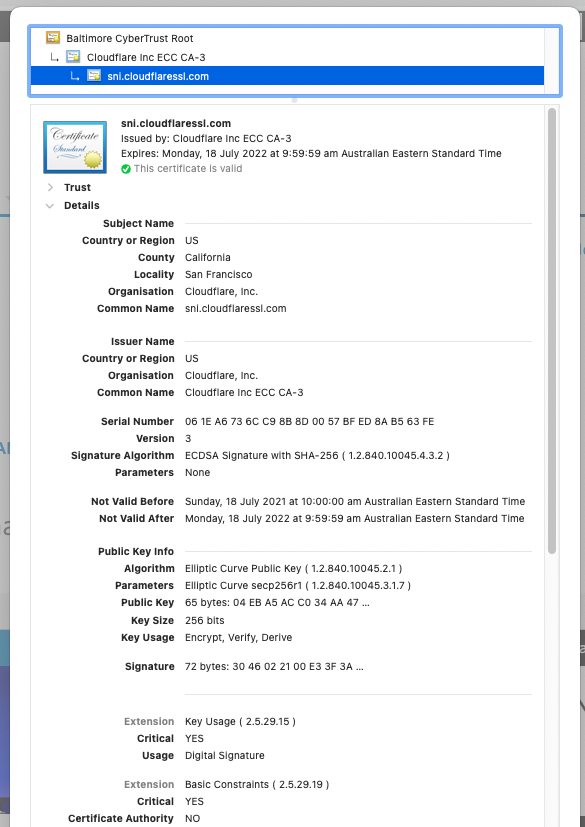 Baltimore CyberTrust Root
Cloudflare Inc ECC CA-3
sni.cloudflaressl.com
Certificate
Standard
sni.cloudflaressl.com
Issued by: Cloudflare Inc ECC CA-3
Expires: Monday, 18 July 2022 at 9:59:59 am Australian Eastern Standard Time
This certificate is valid
Trust
Details
Subject Name
Country or Region US
County California
Locality San Francisco
Organisation Cloudflare, Inc.
Common Name sni.cloudflaressl.com
Issuer Name
Country or Region US
Organisation Cloudflare, Inc.
Common Name Cloudflare Inc ECC CA-3
Serial Number 06 1E A6 73 6C C9 8B 8D 00 57 BF ED 8A B5 63 FE
Version 3
Signature Algorithm ECDSA Signature with SHA-256 ( 1.2.840.10045.4.3.2 )
Parameters None
Not Valid Before Sunday, 18 July 2021 at 10:00:00 am Australian Eastern Standard Time
Not Valid After Monday, 18 July 2022 at 9:59:59 am Australian Eastern Standard Time
Public Key Info
Algorithm Elliptic Curve Public Key ( 1.2.840.10045.2.1 )
Parameters Elliptic Curve secp256r1 ( 1.2.840.10045.3.1.7 )
Public Key 65 bytes: 04 EB A5 AC C0 34 AA 47 ...
Key Size 256 bits
Key Usage Encrypt, Verify, Derive
Signature 72 bytes: 30 46 02 21 00 E3 3F 3A ...
Extension Key Usage ( 2.5.29.15 )
Critical YES
Usage Digital Signature
Extension Basic Constraints ( 2.5.29.19 )
Critical YES
Certificate Authority NO